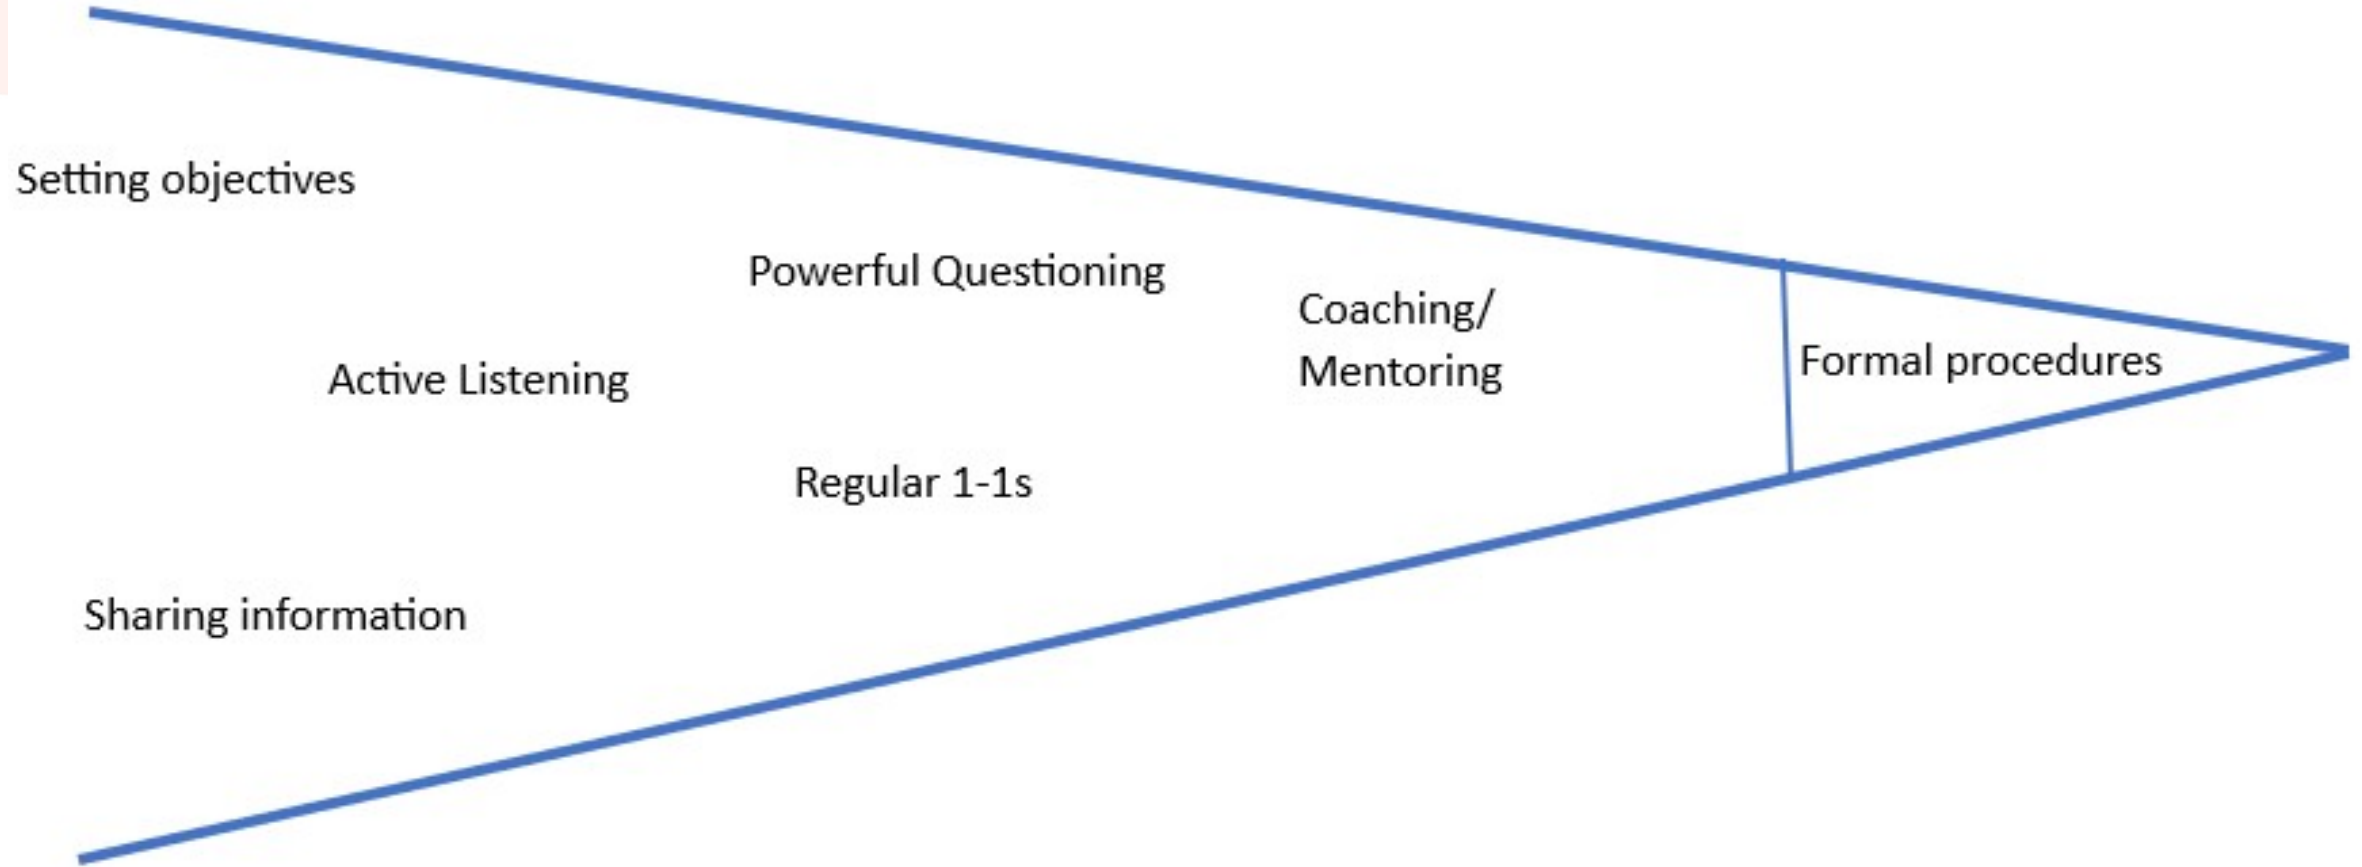 Setting objectives
Powerful Questioning
Coaching/
Mentoring
Formal procedures
Active Listening
Regular 1-1s
Sharing information